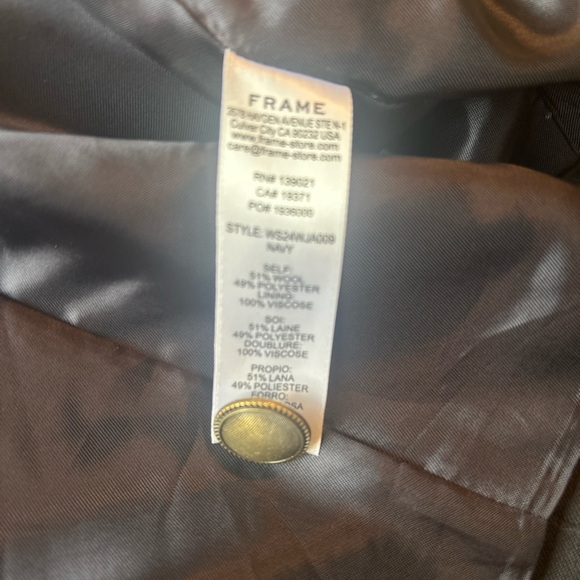 FRAME
3578 HAYDEN AVENUE STE N-1
Culver City CA 90232 USA
www.frame-store.com
care@frame-store.com
RN# 139021
CA# 19371
PO# 1936000
STYLE: WS24WJA009
NAVY
SELF:
51% WOOL
49% POLYESTER
LINING:
100% VISCOSE
SOI:
51% LAINE
49% POLYESTER
DOUBLURE:
100% VISCOSE
PROPIO:
51% LANA
49% POLIESTER
FORRO: